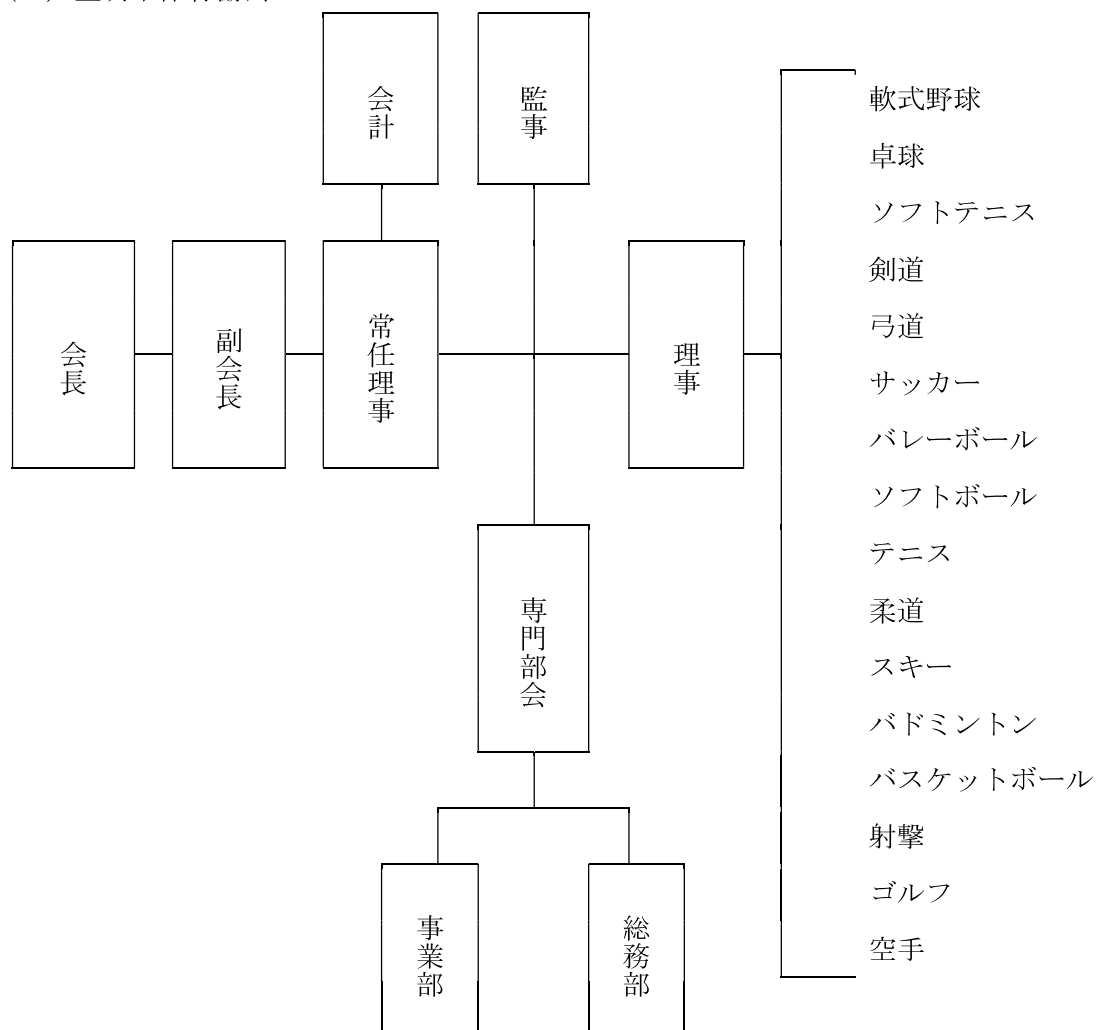 会計
監事
会長
副会長
常任理事
理事
専門部会
事業部
総務部
軟式野球
卓球
ソフトテニス
剣道
弓道
サッカー
バレーボール
ソフトボール
テニス
柔道
スキー
バドミントン
バスケットボール
射撃
ゴルフ
空手